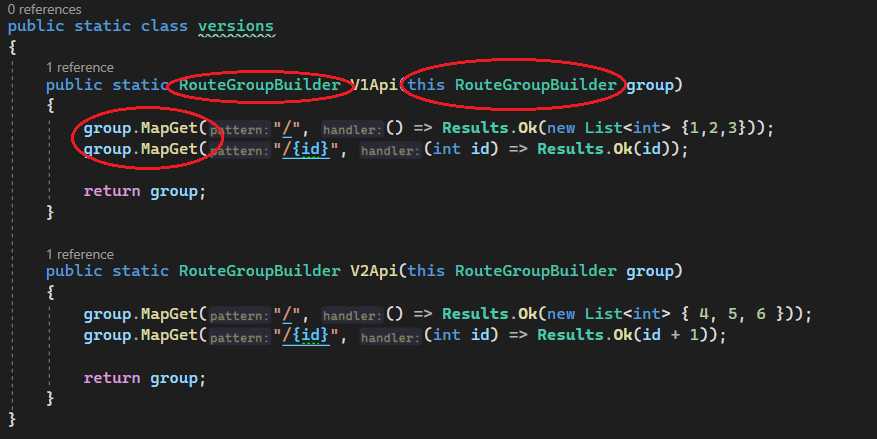 0 references
public static class versions
{
1 reference
public static RouteGroupBuilder V1Api(this RouteGroupBuilder group)
{
group.MapGet(pattern:"/", handler:() => Results.Ok(new List<int> {1,2,3}));
group.MapGet(pattern:"/{id}", handler:(int id) => Results.Ok(id));
return group;
}
1 reference
public static RouteGroupBuilder V2Api(this RouteGroupBuilder group)
{
group.MapGet(pattern:"/", handler:() => Results.Ok(new List<int> { 4, 5, 6 }));
group.MapGet(pattern:"/{id}", handler:(int id) => Results.Ok(id + 1));
return group;
}
}